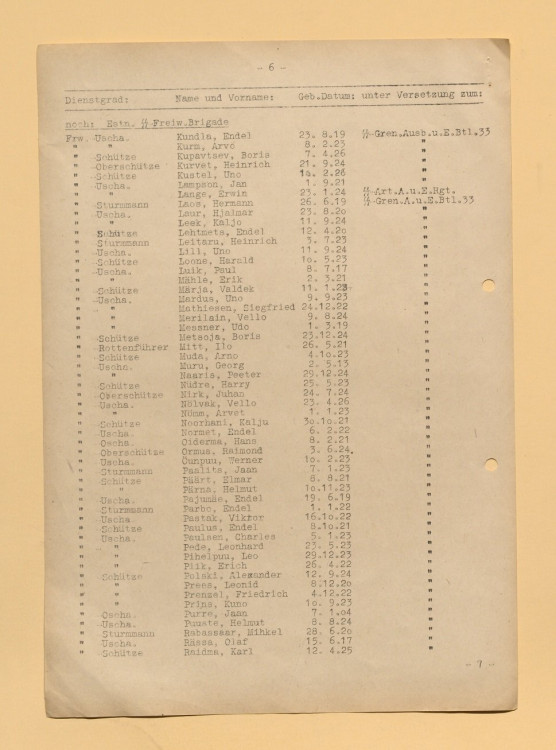 - 6 -
Dienstgrad: Name und Vorname: Geb.Datum: unter Versetzung zum:
noch: Estn. SS Freiw.Brigade
Frw. Uscha. Kundla, Endel 23. 8.19 SS-Gren.Ausb.u.E.Btl.33
" " Kurm, Arvo 8. 2.23 "
" Schütze Kupavtsev, Boris 7. 4.26 "
" Oberschütze Kurvet, Heinrich 21. 9.24 "
" Schütze Kustel, Uno 1o. 2.26 "
" Uscha. Lampson, Jan 1. 9.21 "
" " Lange, Erwin 23. 1.24 SS-Art.A.u.E.Rgt.
" Sturmmann Laos, Hermann 26. 6.19 SS-Gren.A.u.E.Btl.33
" Uscha. Laur, Hjalmar 23. 8.2o "
" " Leek, Kaljo 11. 9.24 "
" Schütze Lehtmets, Endel 12. 4.2o "
" Sturmmann Leitaru, Heinrich 3. 7.23 "
" Uscha. Lill, Uno 11. 9.24 "
" Schütze Loone, Harald 1o. 5.23 "
" Uscha. Luik, Paul 8. 7.17 "
" " Mähle, Erik 2. 3.21 "
" Schütze Märja, Valdek 11. 1.23 "
" Uscha. Mardus, Uno 9. 9.23 "
" " Mathiesen, Siegfried 24.12.22 "
" " Merilain, Vello 9. 8.24 "
" " Messner, Udo 1. 3.19 "
" Schütze Metsoja, Boris 23.12.24 "
" Rottenführer Mitt, Ilo 26. 5.21 "
" Schütze Muda, Arno 4.1o.23 "
" Uscha. Muru, Georg 2. 5.13 "
" " Naaris, Peeter 29.12.24 "
" Schütze Nüdre, Harry 25. 5.23 "
" Oberschütze Nirk, Juhan 24. 7.24 "
" Uscha. Nölvak, Vello 23. 4.26 "
" " Nömm, Arvet 1. 1.23 "
" Schütze Noorhani, Kalju 3o.1o.21 "
" Uscha. Normet, Endel 6. 2.22 "
" Oscha. Oiderma, Hans 8. 2.21 "
" Oberschütze Ormus, Raimond 3. 6.24. "
" Uscha. Õunpuu, Werner 1o. 2.23 "
" Sturmmann Paalits, Jaan 7. 1.23 "
" Schütze Päärt, Elmar 8. 8.21 "
" " Pärna, Helmut 1o.11.23 "
" Uscha. Pajumäe, Endel 19. 6.19 "
" Sturmmann Parbo, Endel 1. 1.22 "
" Uscha. Pastak, Viktor 16.1o.22 "
" Schütze Paulus, Endel 8.1o.21 "
" Uscha. Paulsen, Charles 5. 1.23 "
" " Pede, Leonhard 23. 5.23 "
" " Pihelpuu, Leo 29.12.23 "
" " Piik, Erich 26. 4.22 "
" Schütze Polski, Alexander 12. 9.24 "
" " Press, Leonid 8.12.2o "
" " Prenzel, Friedrich 4.12.22 "
" " Prips, Euno 1o. 9.23 "
" Oscha. Purre, Jaan 7. 1.o4 "
" Uscha. Puuste, Helmut 8. 8.24 "
" Sturmmann Rabassaar, Mihkel 28. 6.2o "
" Uscha. Rässa, Olaf 15. 6.17 "
" Schütze Raidma, Karl 12. 4.25 "
- 7 -